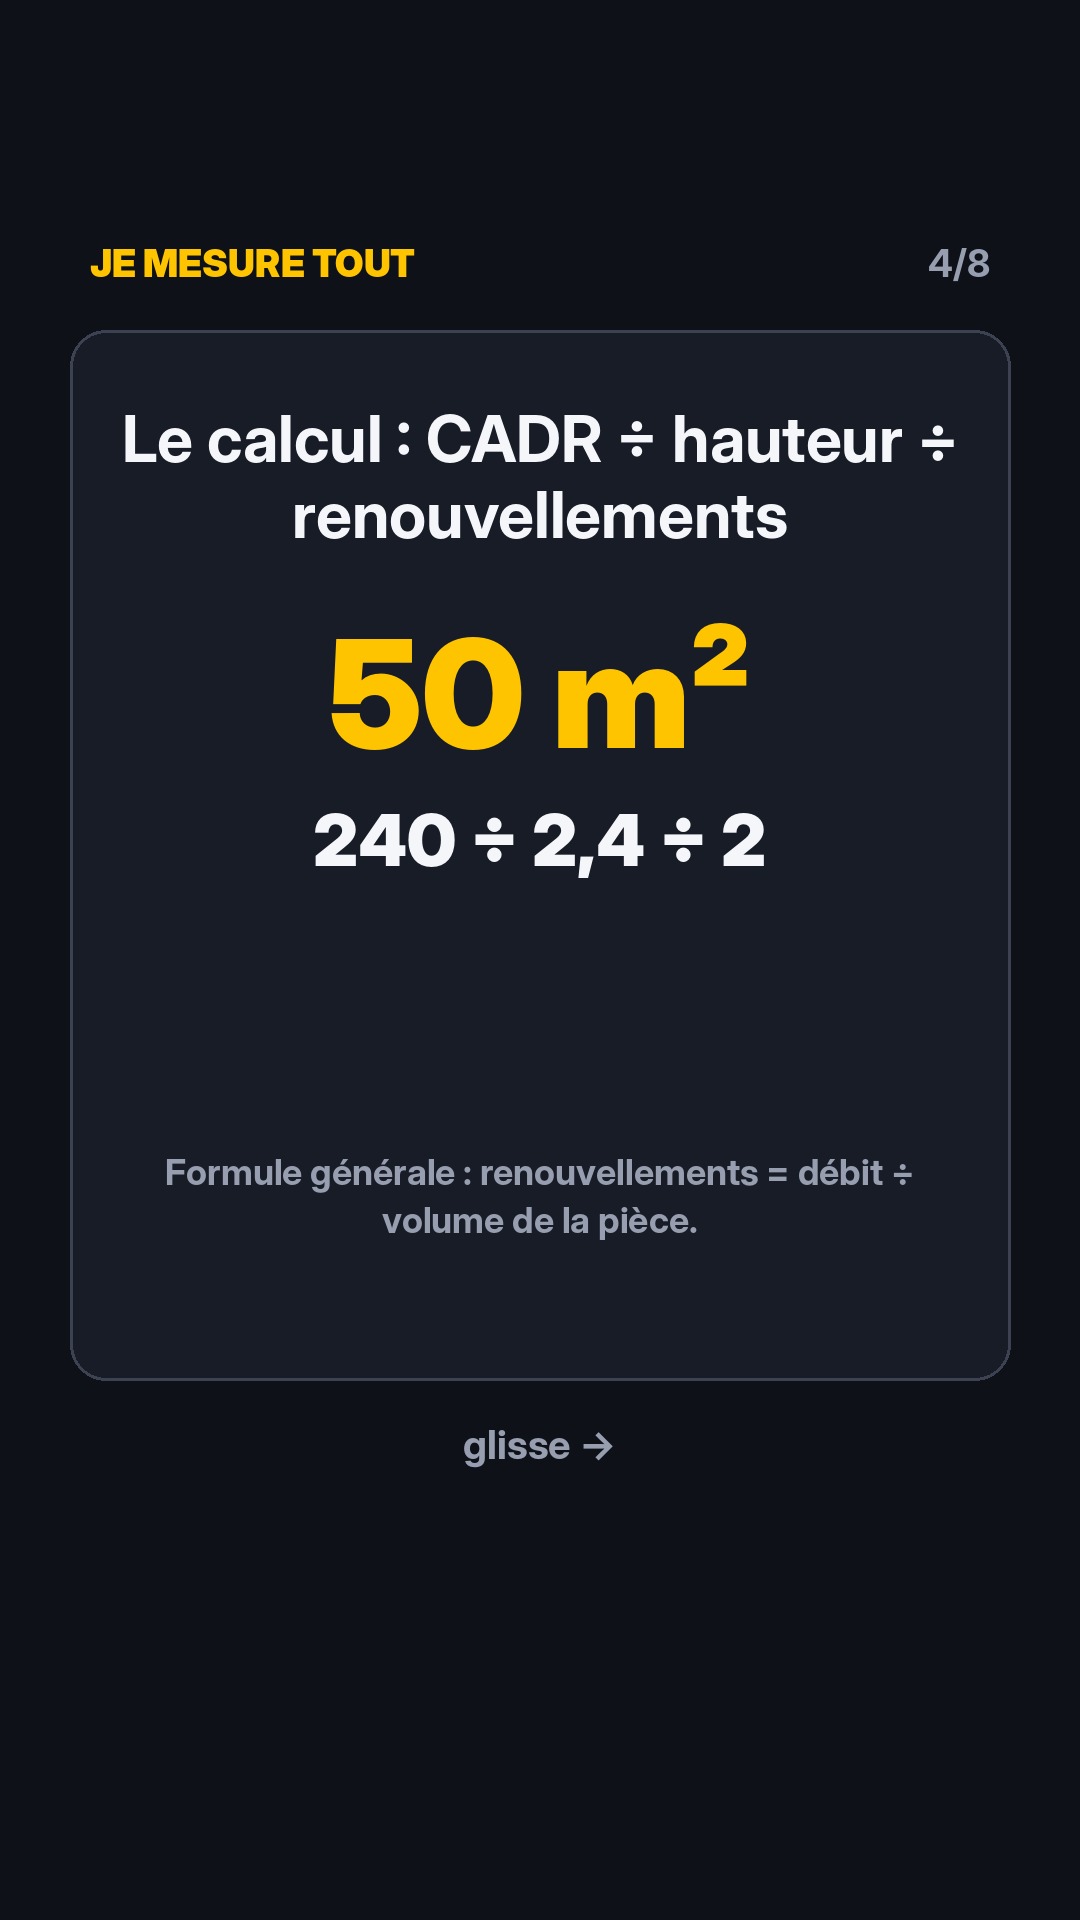 JE MESURE TOUT
4/8
Le calcul : CADR ÷ hauteur ÷
renouvellements
50 m²
240 ÷ 2,4 ÷ 2
Formule générale : renouvellements = débit ÷
volume de la pièce.
glisse →